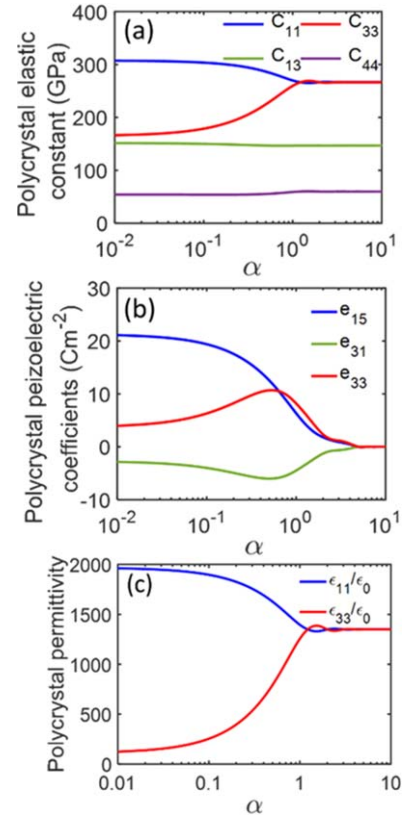 (a)
C₁₁ C₃₃
C₁₃ C₄₄
Polycrystal elastic
constant (GPa)
400
300
200
100
0
10⁻² 10⁻¹ 10⁰ 10¹
α
(b)
e₁₅
e₃₁
e₃₃
Polycrystal peizoelectric
coefficients (Cm⁻²)
30
20
10
0
-10
10⁻² 10⁻¹ 10⁰ 10¹
α
(c)
ϵ₁₁/ϵ₀
ϵ₃₃/ϵ₀
Polycrystal permittivity
2000
1500
1000
500
0
0.01 0.1 1 10
α